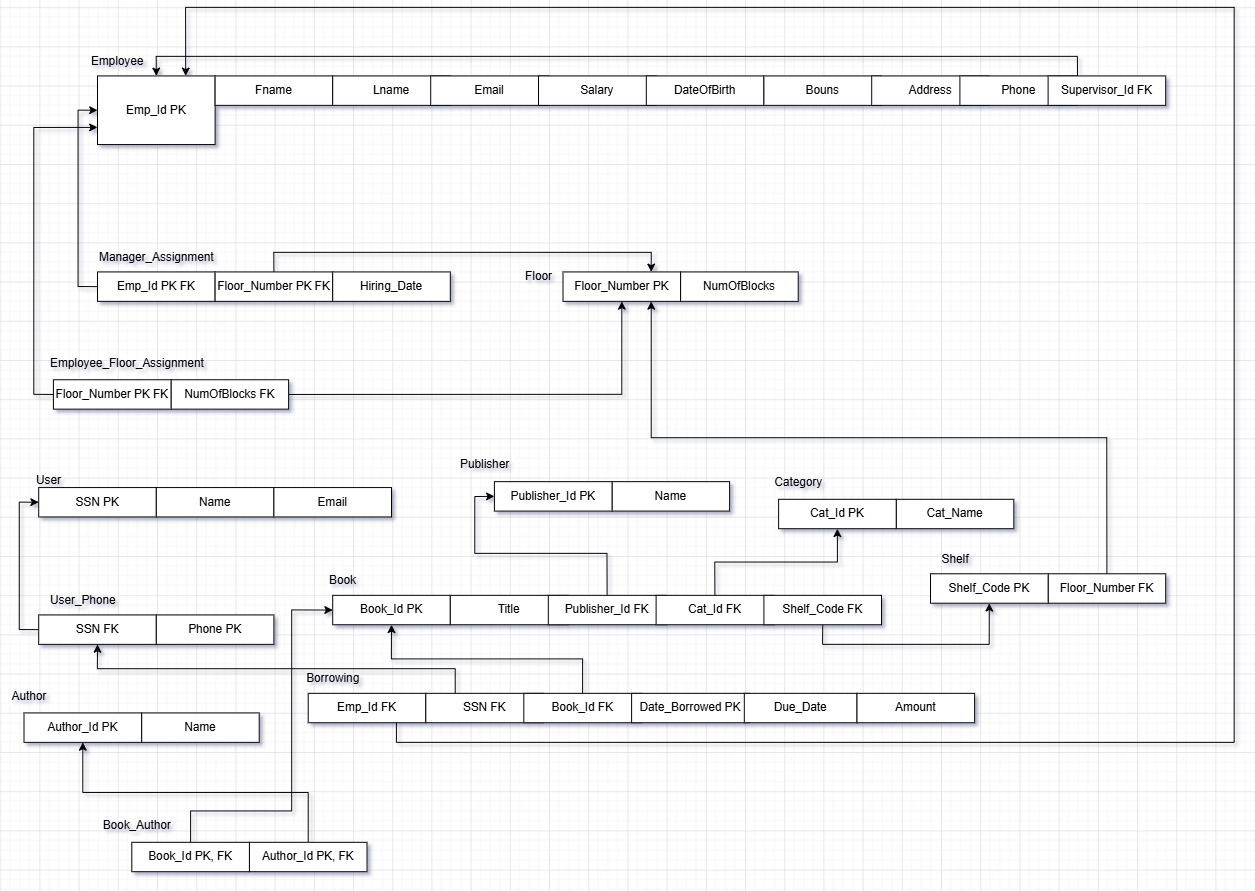 Employee
Emp_Id PK
Fname
Lname
Email
Salary
DateOfBirth
Bouns
Address
Phone
Supervisor_Id FK
Manager_Assignment
Emp_Id PK FK
Floor_Number PK FK
Hiring_Date
Floor
Floor_Number PK
NumOfBlocks
Employee_Floor_Assignment
Floor_Number PK FK
NumOfBlocks FK
User
SSN PK
Name
Email
Publisher
Publisher_Id PK
Name
Category
Cat_Id PK
Cat_Name
Shelf
Shelf_Code PK
Floor_Number FK
Book
Book_Id PK
Title
Publisher_Id FK
Cat_Id FK
Shelf_Code FK
User_Phone
SSN FK
Phone PK
Borrowing
Emp_Id FK
SSN FK
Book_Id FK
Date_Borrowed PK
Due_Date
Amount
Author
Author_Id PK
Name
Book_Author
Book_Id PK, FK
Author_Id PK, FK